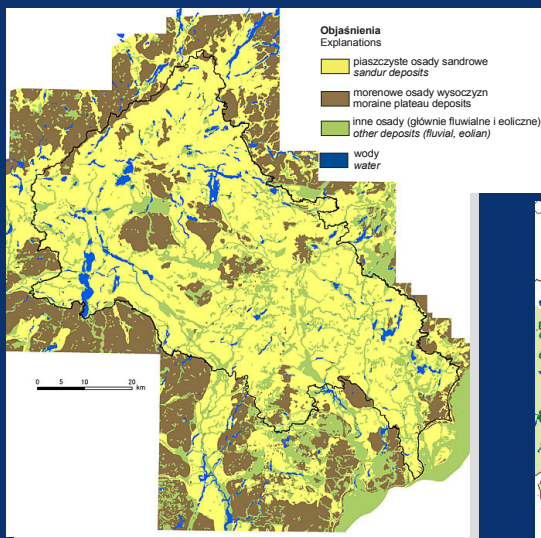 Objaśnienia
Explanations
piaszczyste osady sandrowe
sandur deposits
morenowe osady wysoczyzn
moraine plateau deposits
inne osady (głównie fluwialne i eoliczne)
other deposits (fluvial, eolian)
wody
water
0 5 10 20
km